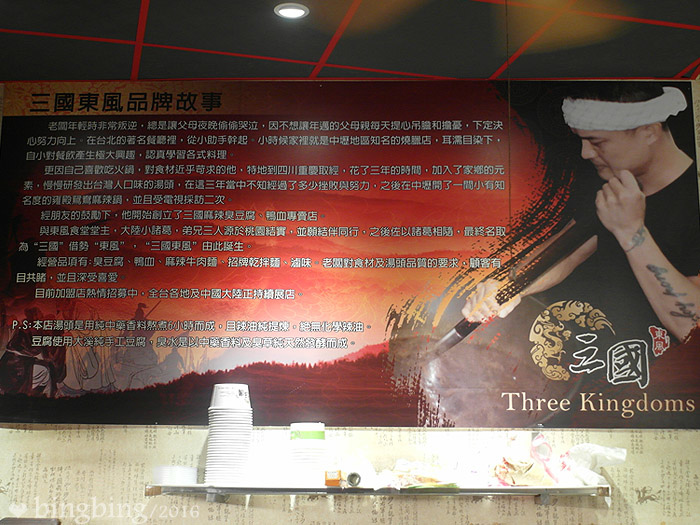 三國東風品牌故事
老闆年輕時非常叛逆，總是讓父母夜晚偷偷哭泣，因不想讓年邁的父母親每天提心吊膽和擔憂，下定決
心努力向上。在台北的著名餐廳裡，從小助手幹起。小時候家裡就是中壢地區知名的燒臘店，耳濡目染下，
自小對餐飲產生極大興趣，認真學習各式料理。
更因自己喜歡吃火鍋，對食材近乎苛求的他，特地到四川重慶取經，花了三年的時間，加入了家鄉的元
素，慢慢研發出台灣人口味的湯頭，在這三年當中不知經過了多少挫敗與努力，之後在中壢開了一間小有知
名度的雍殿鴛鴦麻辣鍋，並且受電視採訪二次
經朋友的鼓勵下，他開始創立了三國麻辣臭豆腐、鴨血專賣店。
與東風食堂堂主，大陸小諸葛，弟兄三人源於桃園結實，並願結伴同行，之後佐以諸葛相隨，最終名取
為“三國”借勢“東風”，“三國東風”由此誕生。
經營品項有：臭豆腐、鴨血、麻辣牛肉麵、招牌乾拌麵、滷味。老闆對食材及湯頭品質的要求，顧客有
目共睹，並且深受喜愛
目前加盟店熱情招募中，全台各地及中國大陸正持續展店。
P.S:本店湯頭是用純中藥香料熬煮6小時而成，且辣油純提煉，絕無化學辣油。
豆腐使用大溪純手工豆腐，臭水是以中藥香料及臭草純天然發酵而成。
三國
東風
Three Kingdoms
bingbing/2016